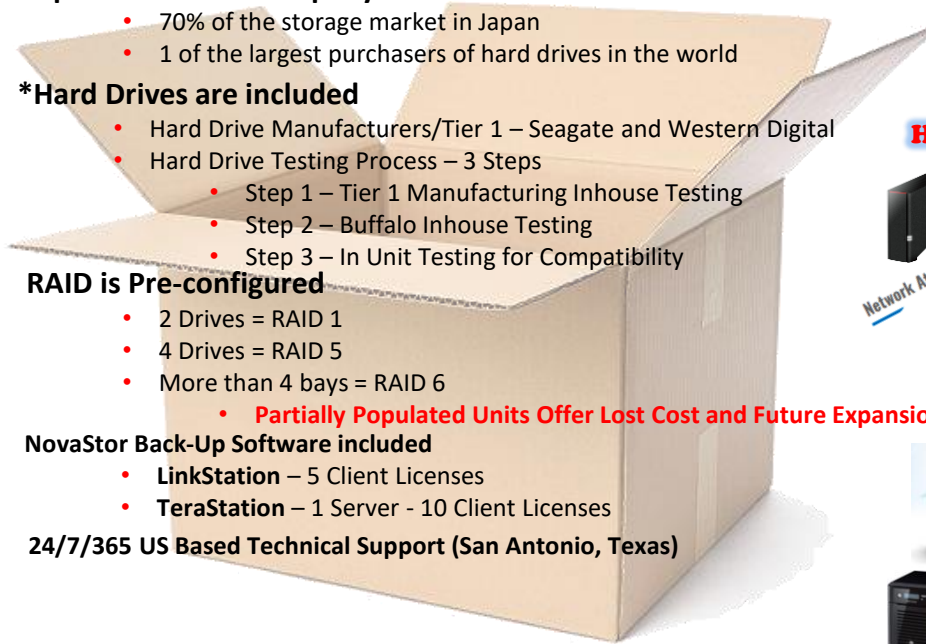 • 70% of the storage market in Japan
• 1 of the largest purchasers of hard drives in the world
*Hard Drives are included
• Hard Drive Manufacturers/Tier 1 – Seagate and Western Digital
• Hard Drive Testing Process – 3 Steps
• Step 1 – Tier 1 Manufacturing Inhouse Testing
• Step 2 – Buffalo Inhouse Testing
• Step 3 – In Unit Testing for Compatibility
RAID is Pre-configured
• 2 Drives = RAID 1
• 4 Drives = RAID 5
• More than 4 bays = RAID 6
• Partially Populated Units Offer Lost Cost and Future
NovaStor Back-Up Software included
• LinkStation – 5 Client Licenses
• TeraStation – 1 Server - 10 Client Licenses
24/7/365 US Based Technical Support (San Antonio, Texas)
Network